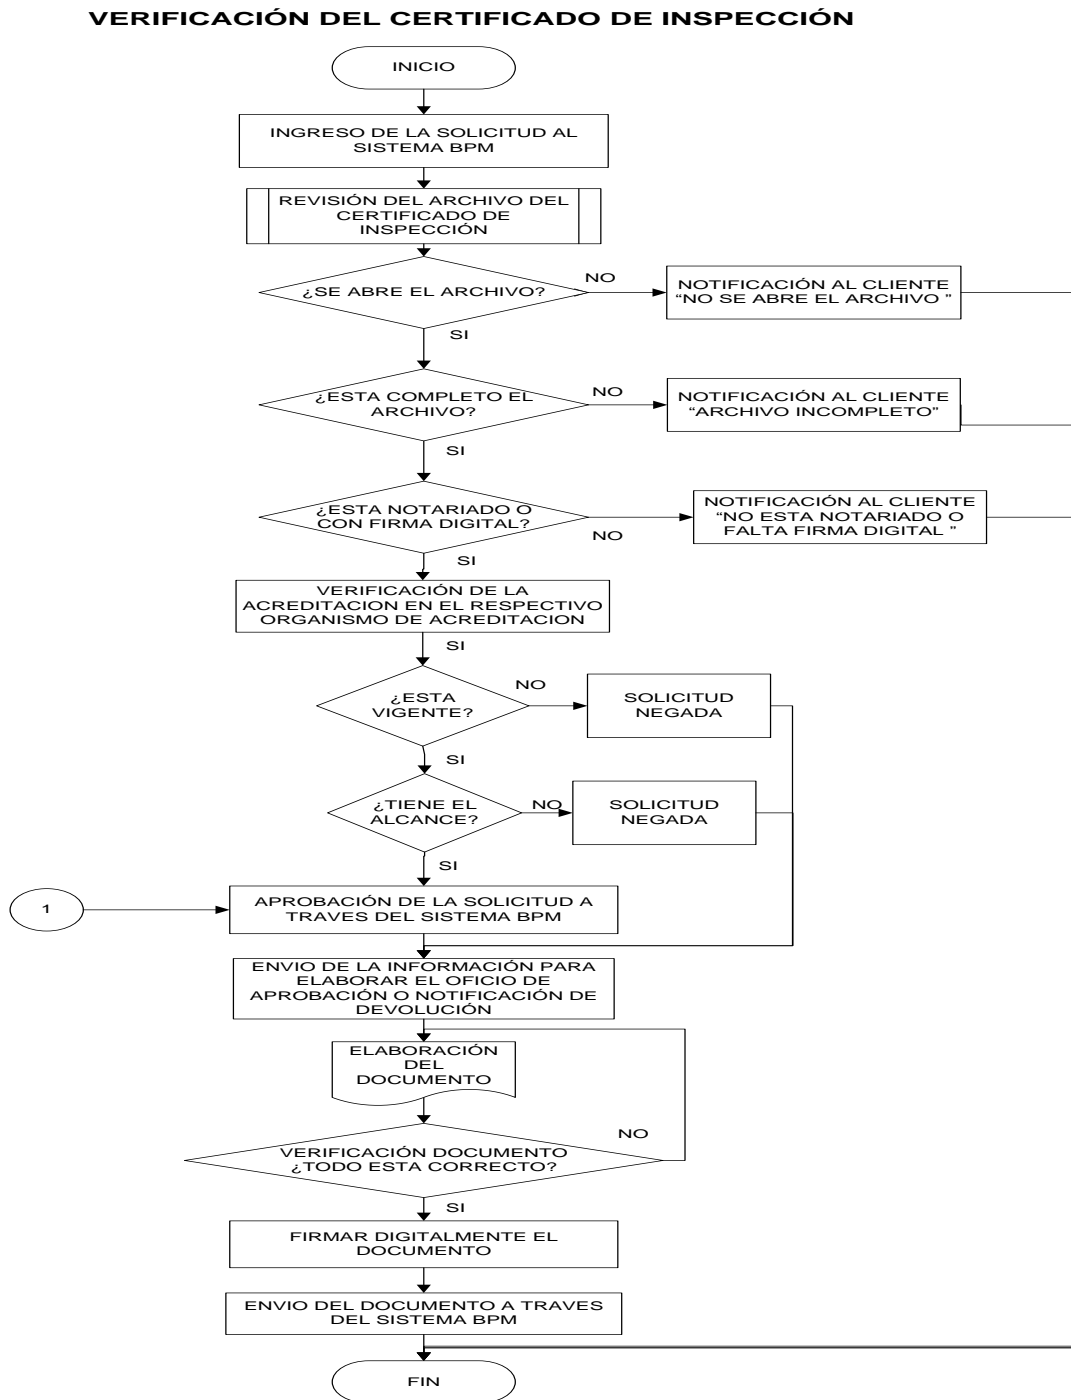 VERIFICACIÓN DEL CERTIFICADO DE INSPECCIÓN
INICIO
INGRESO DE LA SOLICITUD AL
SISTEMA BPM
REVISIÓN DEL ARCHIVO DEL
CERTIFICADO DE
INSPECCIÓN
¿SE ABRE EL ARCHIVO?
NO
NOTIFICACIÓN AL CLIENTE
“NO SE ABRE EL ARCHIVO ”
SI
¿ESTA COMPLETO EL
ARCHIVO?
NO
NOTIFICACIÓN AL CLIENTE
“ARCHIVO INCOMPLETO”
SI
¿ESTA NOTARIADO O
CON FIRMA DIGITAL?
NO
NOTIFICACIÓN AL CLIENTE
“NO ESTA NOTARIADO O
FALTA FIRMA DIGITAL ”
SI
VERIFICACIÓN DE LA
ACREDITACION EN EL RESPECTIVO
ORGANISMO DE ACREDITACION
SI
¿ESTA
VIGENTE?
NO
SOLICITUD
NEGADA
SI
¿TIENE EL
ALCANCE?
NO
SOLICITUD
NEGADA
SI
1
APROBACIÓN DE LA SOLICITUD A
TRAVES DEL SISTEMA BPM
ENVIO DE LA INFORMACIÓN PARA
ELABORAR EL OFICIO DE
APROBACIÓN O NOTIFICACIÓN DE
DEVOLUCIÓN
ELABORACIÓN
DEL
DOCUMENTO
NO
VERIFICACIÓN DOCUMENTO
¿TODO ESTA CORRECTO?
SI
FIRMAR DIGITALMENTE EL
DOCUMENTO
ENVIO DEL DOCUMENTO A TRAVES
DEL SISTEMA BPM
FIN